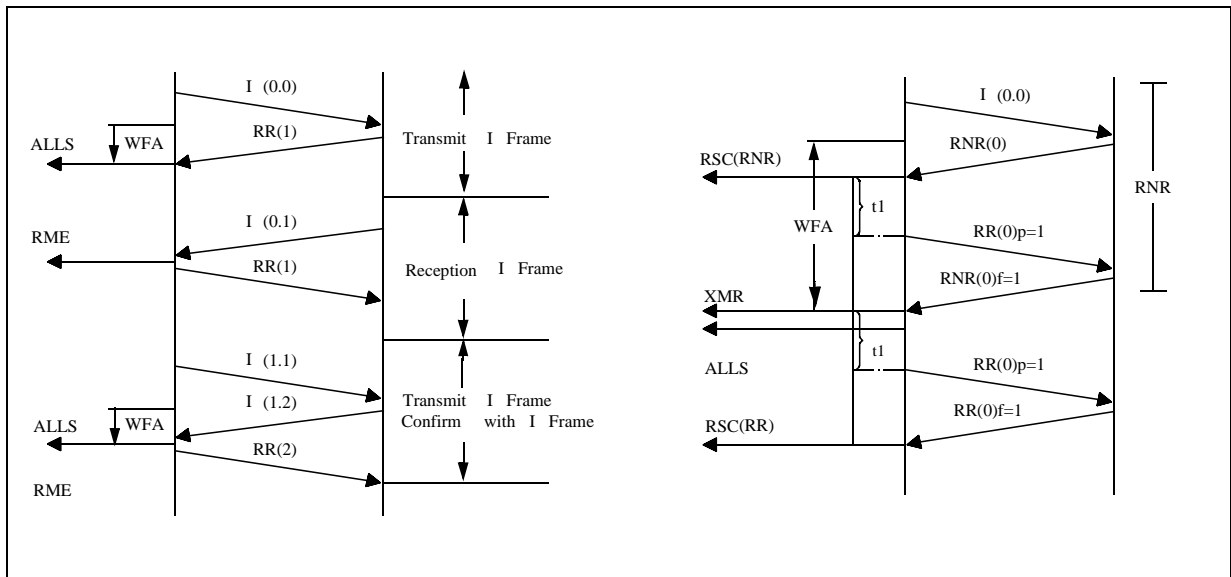 I (0.0)
RR(1)
ALLS
WFA
Transmit I Frame
I (0.1)
RME
RR(1)
Reception I Frame
I (1.1)
I (1.2)
Transmit I Frame
Confirm with I Frame
ALLS
WFA
RR(2)
RME
I (0.0)
RNR(0)
RSC(RNR)
RNR
t1
WFA
RR(0)p=1
RNR(0)f=1
XMR
t1
RR(0)p=1
ALLS
RR(0)f=1
RSC(RR)